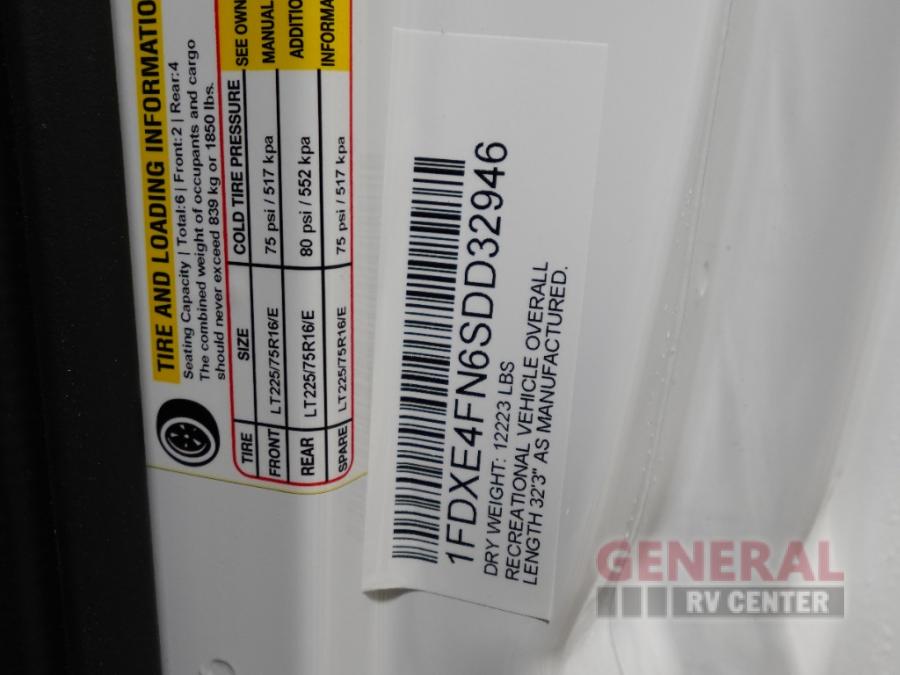 TIRE AND LOADING INFORMATIO
Seating Capacity | Total:6 | Front:2 | Rear:4
The combined weight of occupants and cargo
should never exceed 839 kg or 1850 lbs.
TIRE SIZE COLD TIRE PRESSURE SEE OWN
FRONT LT225/75R16/E 75 psi / 517 kpa MANUAL
REAR LT225/75R16/E 80 psi / 552 kpa ADDITIO
SPARE LT225/75R16/E 75 psi / 517 kpa INFORMA
1FDXE4FN6SDD32946
DRY WEIGHT: 12223 LBS
RECREATIONAL VEHICLE OVERALL
LENGTH 32'3" AS MANUFACTURED.
GENERAL
RV CENTER